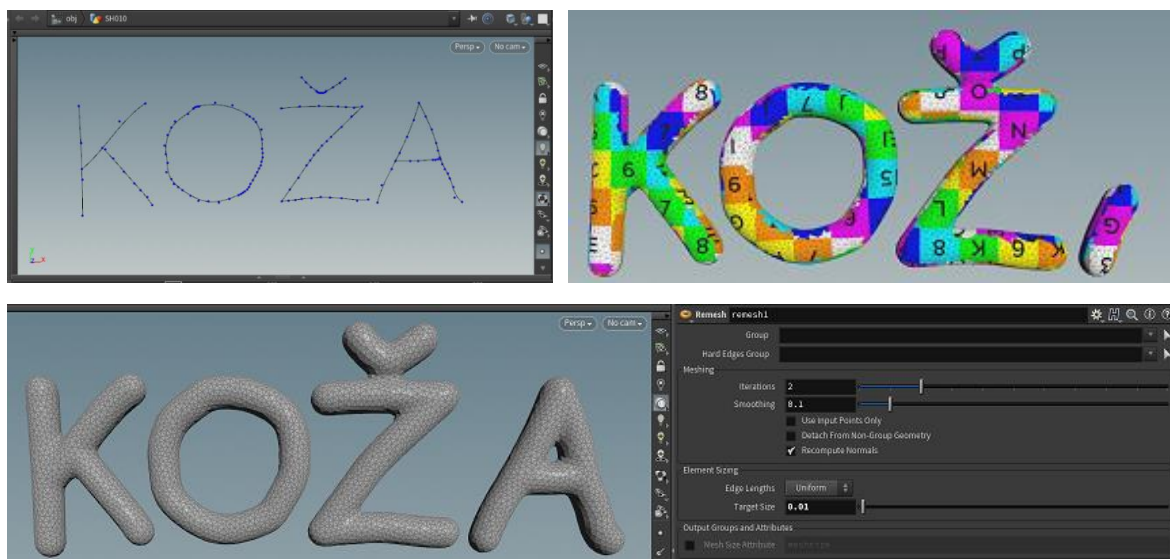 obj SH010
Persp No cam
KOŽA
KOŽ
Persp No cam
KOŽA
Remesh remesh1
Group
Hard Edges Group
Meshing
Iterations 2
Smoothing 0.1
Use Input Points Only
Detach From Non-Group Geometry
Recompute Normals
Element Sizing
Edge Lengths Uniform
Target Size 0.01
Output Groups and Attributes
Mesh Size Attribute